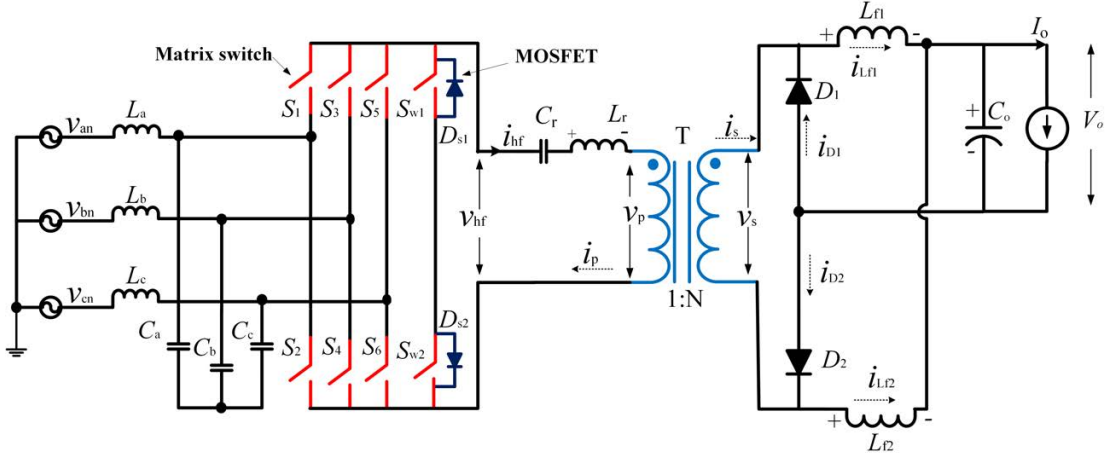 Matrix switch
MOSFET
S1 S3 S5 Sw1
Ds1
La
van
Lb
vbn
Lc
vcn
Ca
Cb
Cc
S2 S4 S6 Sw2
Ds2
ihf
Cr
+ Lr -
vhf
vp
ip
T
1:N
is
vs
D1
iD1
iD2
D2
+ Lf1 -
iLf1
iLf2
+ Lf2 -
+ Co
-
Io
Vo